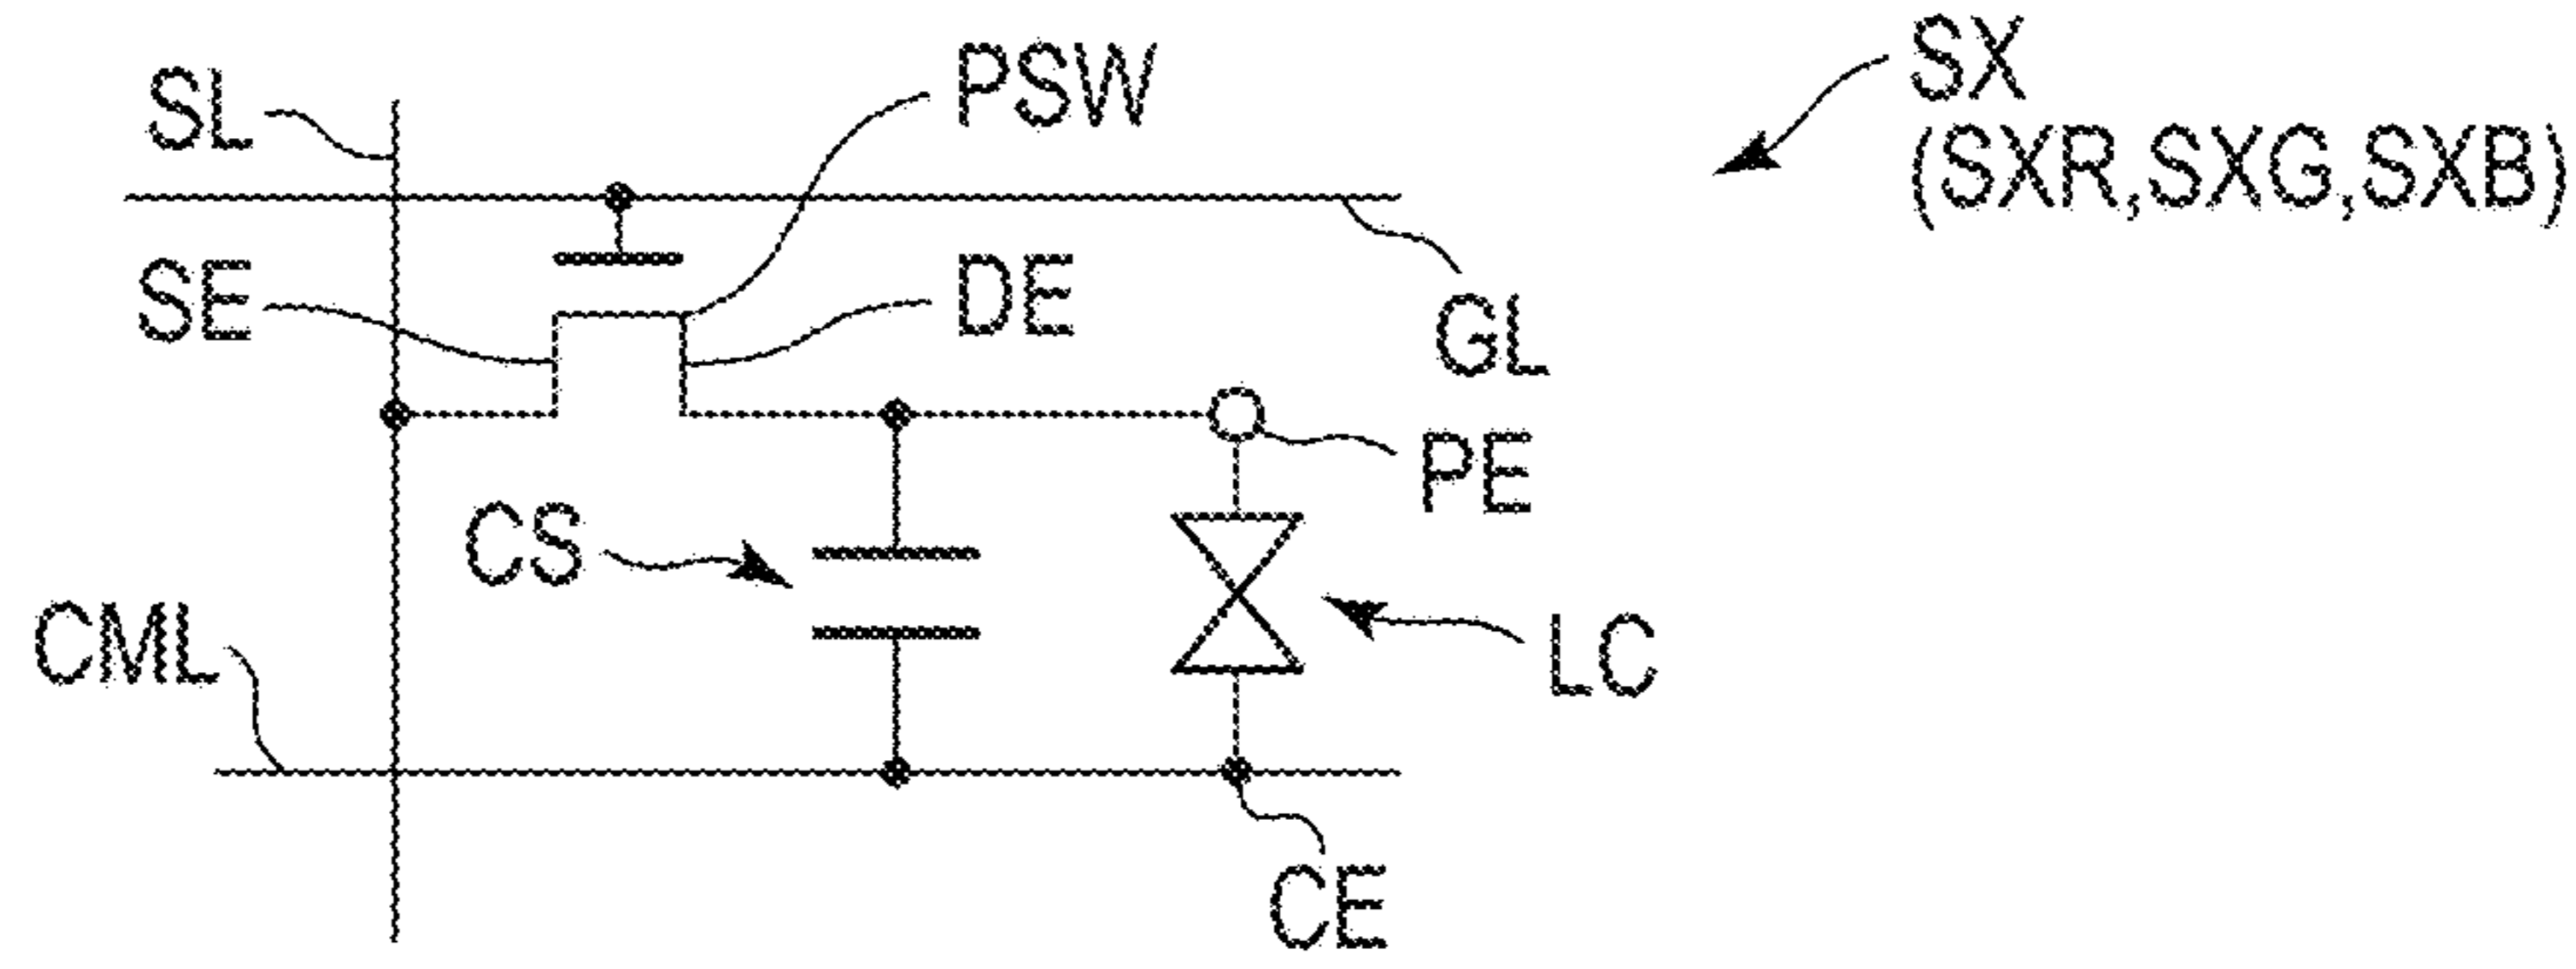 SL
PSW
SX
(SXR,SXG,SXB)
SE
DE
GL
PE
CS
CML
LC
CE